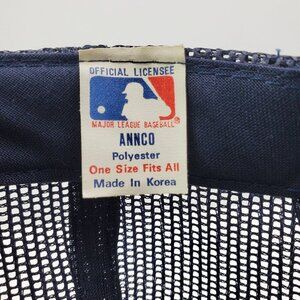 OFFICIAL LICENSEE
MAJOR LEAGUE BASEBALL®
ANNCO
Polyester
One Size Fits All
Made In Korea